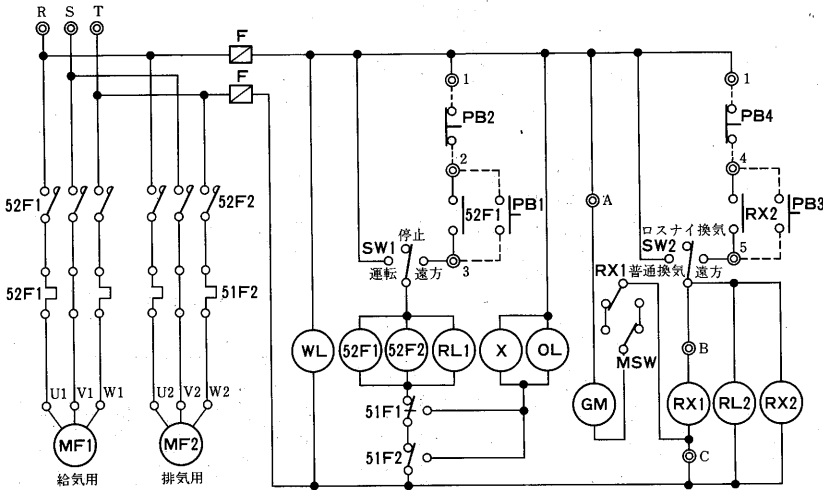 R S T
F
F
1
1
PB2
PB4
2
4
52F1
52F2
52F1
PB1
A
RX2
PB3
停止
SW1
運転
遠方
3
ロスナイ換気
SW2
5
普通換気
遠方
RX1
52F1
51F2
MSW
WL
52F1
52F2
RL1
X
OL
B
GM
RX1
RL2
RX2
51F1
51F2
C
U1 V1 W1
U2 V2 W2
MF1
MF2
給気用
排気用